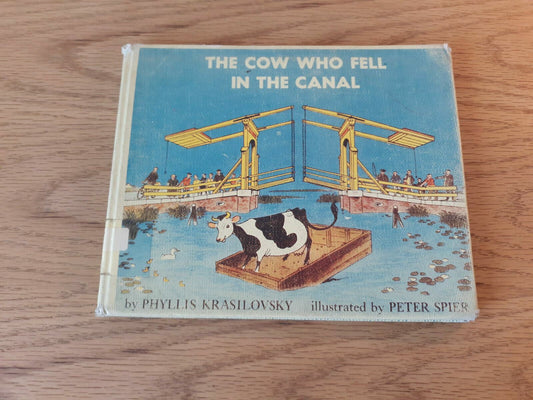 THE COW WHO FELL
IN THE CANAL
by PHYLLIS KRASILOVSKY illustrated by PETER SPIER